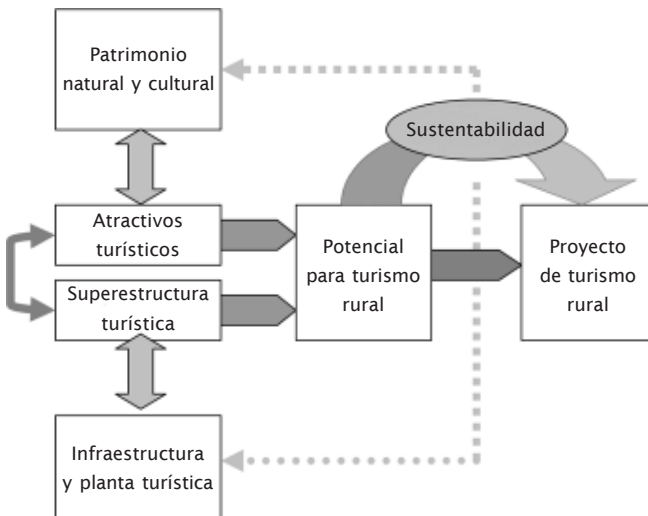 Patrimonio
natural y cultural
Sustentabilidad
Atractivos
turísticos
Superestructura
turística
Potencial
para turismo
rural
Proyecto
de turismo
rural
Infraestructura
y planta turística